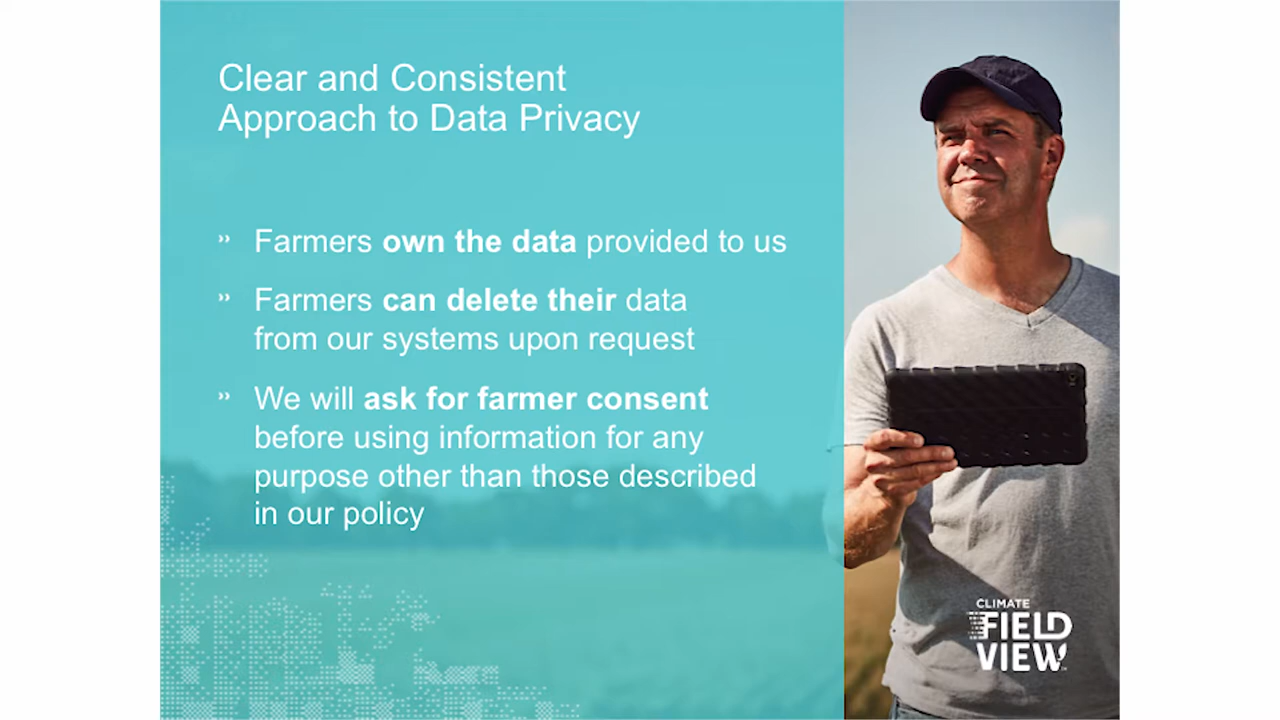 Clear and Consistent
Approach to Data Privacy
» Farmers own the data provided to us
» Farmers can delete their data
from our systems upon request
» We will ask for farmer consent
before using information for any
purpose other than those described
in our policy
CLIMATE
FIELD
VIEW™